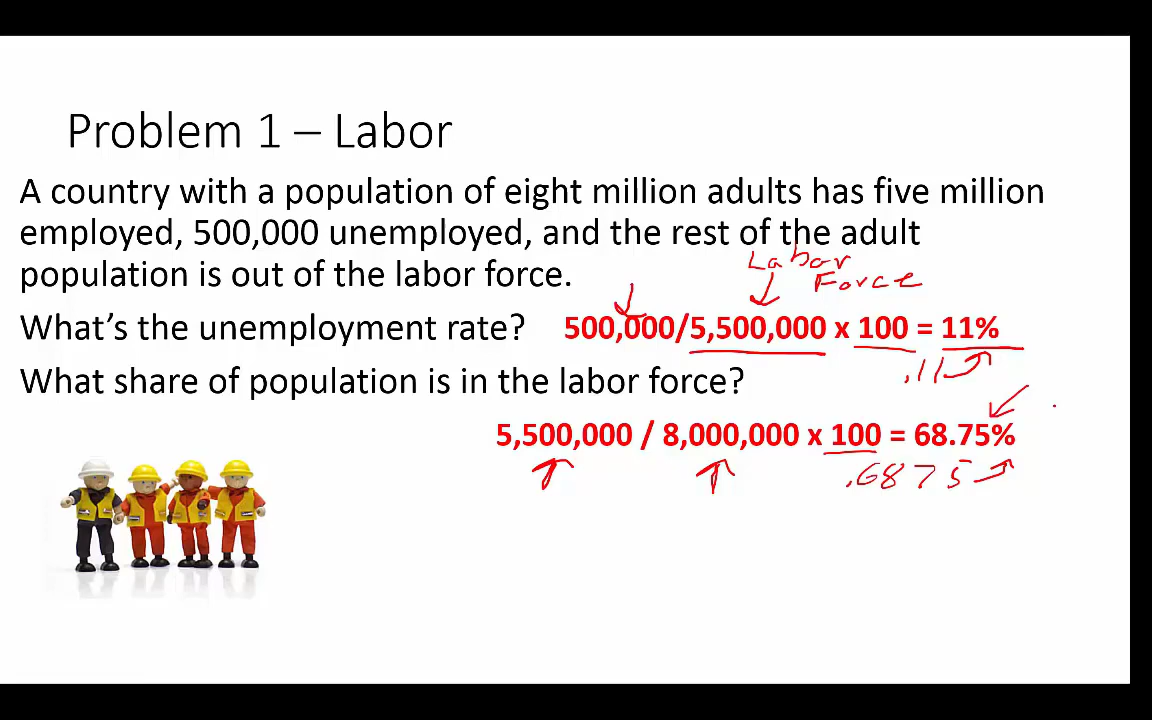 Problem 1 – Labor
A country with a population of eight million adults has five million
employed, 500,000 unemployed, and the rest of the adult
population is out of the labor force.
Labor
Force
What's the unemployment rate? 500,000/5,500,000 x 100 = 11%
.11
What share of population is in the labor force?
5,500,000 / 8,000,000 x 100 = 68.75%
.6875